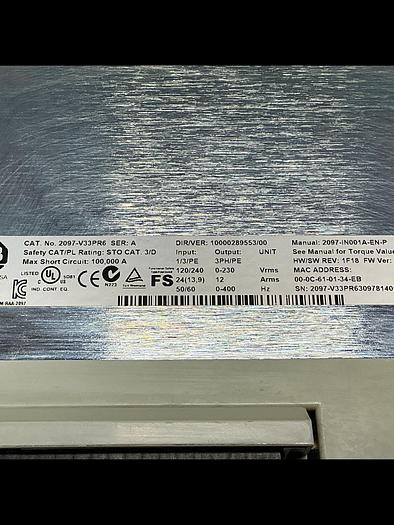 CAT. No. 2097-V33PR6 SER: A
Safety CAT/PL Rating: STO CAT. 3/D
Max Short Circuit: 100,000 A
LISTED
UL
US
5DB1
IND. CONT. EQ.
CE
N223
FS
DIR/VER: 10000289553/00
Input: Output: UNIT
1/3/PE 3PH/PE
120/240 0-230 Vrms
24(13,9) 12 Arms
50/60 0-400 Hz
Manual: 2097-IN001A-EN-P
See Manual for Torque Value
HW/SW REV: 1F18 FW Ver:
MAC ADDRESS:
00-0C-61-01-34-EB
SN: 2097-V33PR630978140